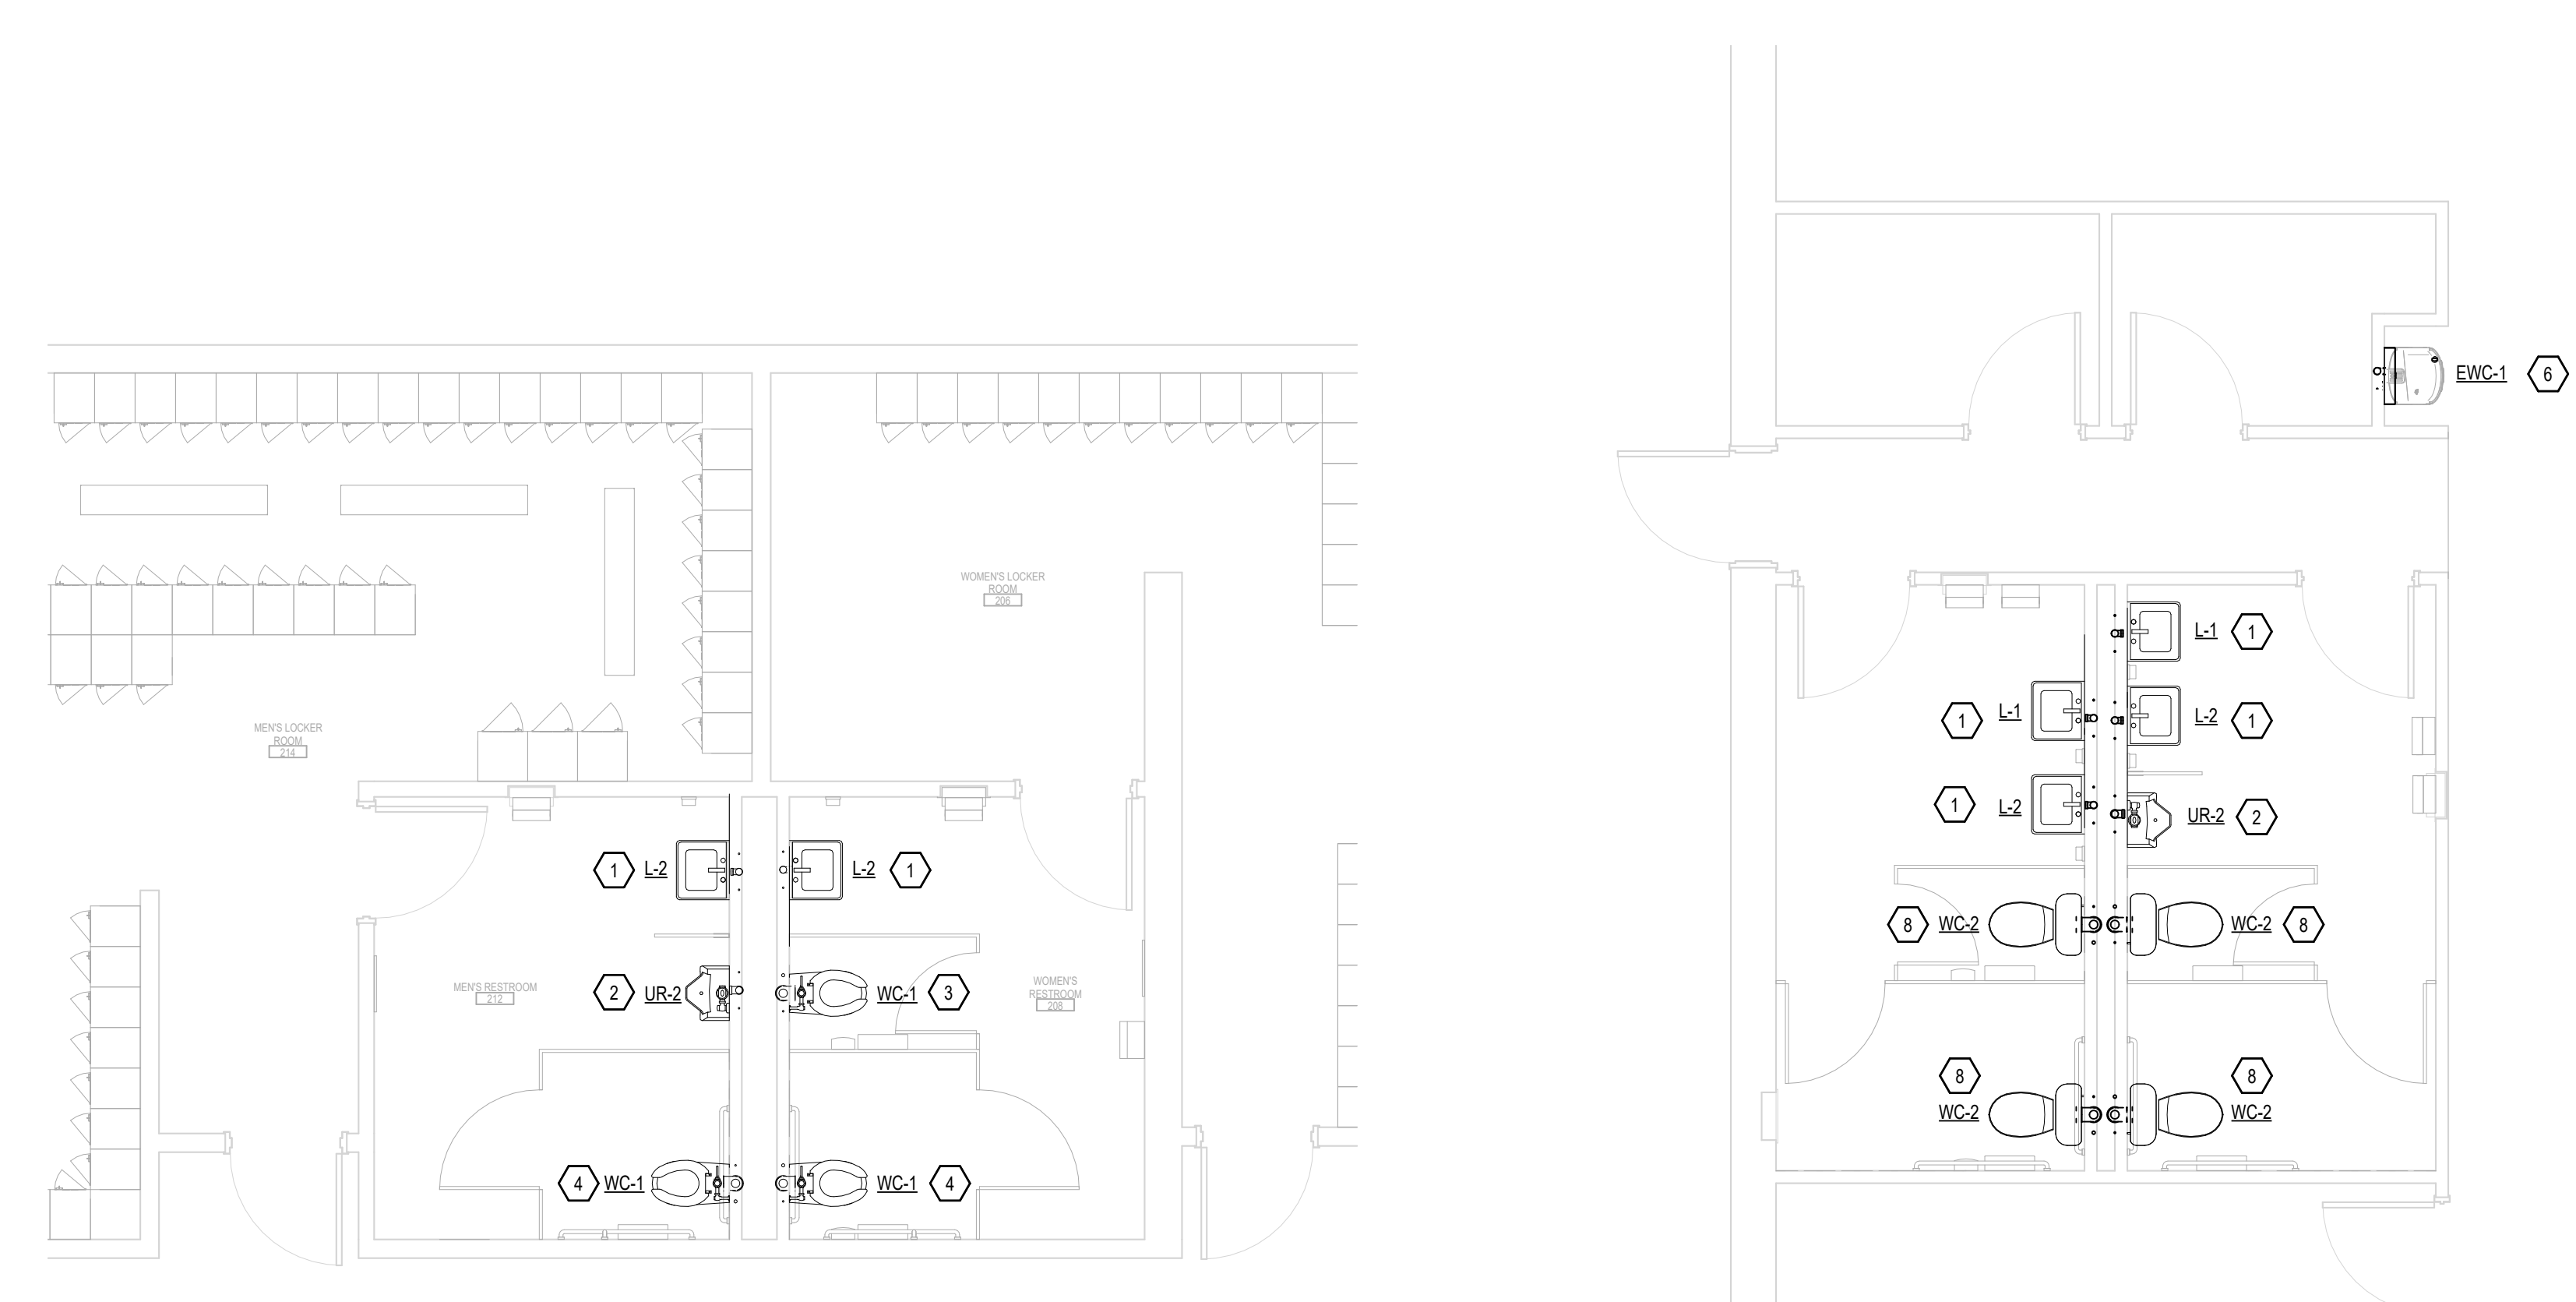 EWC-1 6
WOMEN'S LOCKER
ROOM
206
MEN'S LOCKER
ROOM
214
1 L-2
L-2 1
MEN'S RESTROOM
212
2 UR-2
WC-1 3
WOMEN'S
RESTROOM
208
4 WC-1
WC-1 4
L-1 1
1 L-1
L-2 1
1 L-2
UR-2 2
8 WC-2
WC-2 8
8
WC-2
8
WC-2